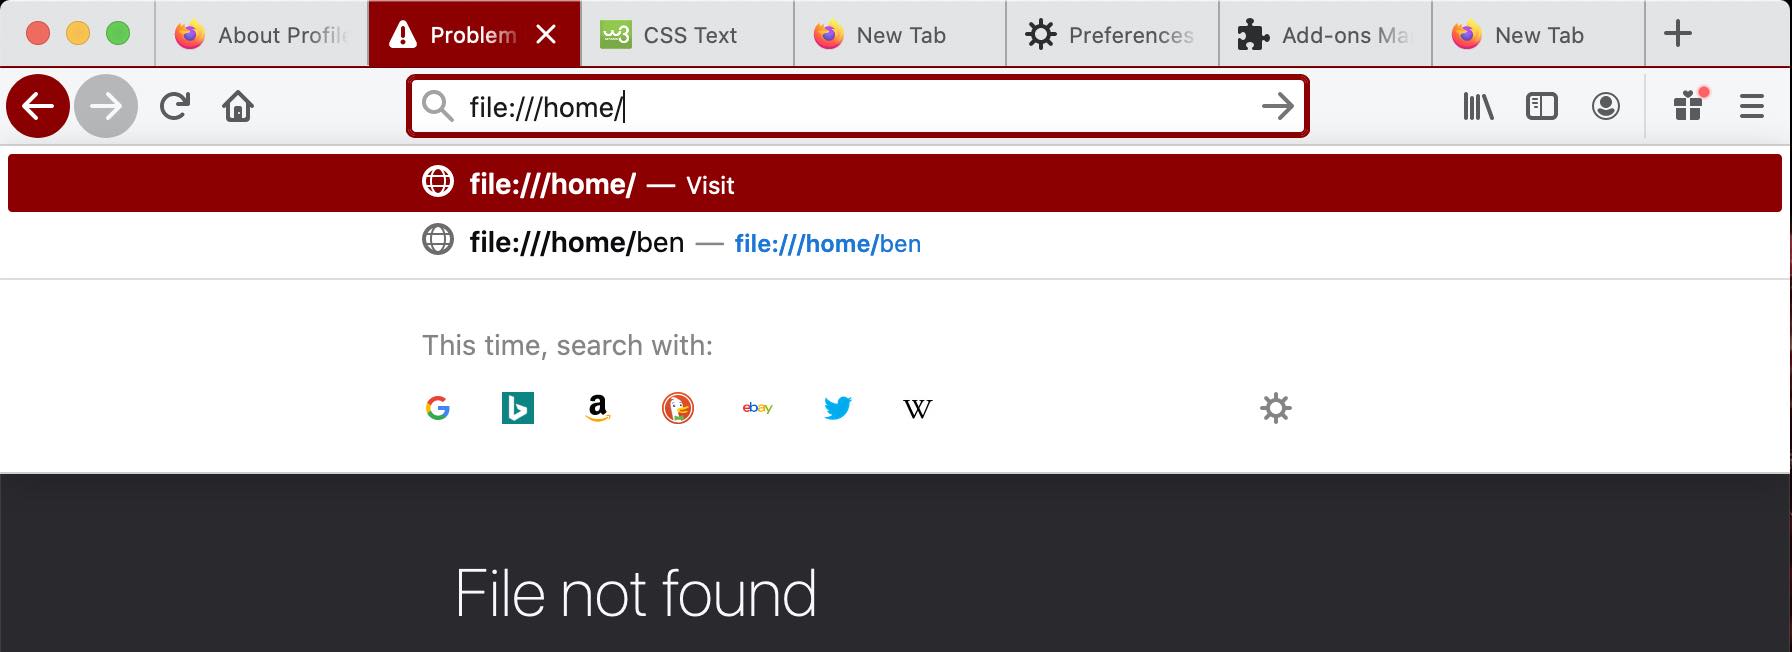 About Profile
Problem
CSS Text
New Tab
Preferences
Add-ons Ma
New Tab
file:///home/
file:///home/ — Visit
file:///home/ben — file:///home/ben
This time, search with:
ebay
W
File not found